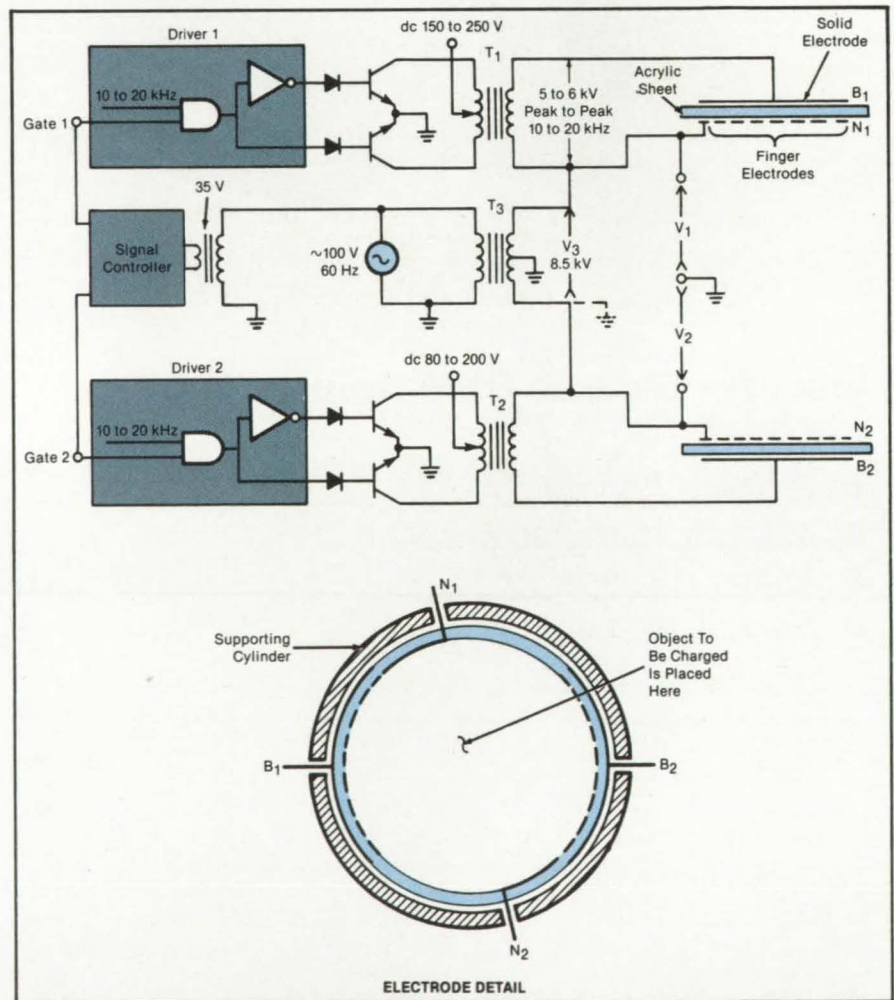 Driver 1
dc 150 to 250 V
T1
Solid
Electrode
Acrylic
Sheet
B1
5 to 6 kV
Peak to Peak
10 to 20 kHz
10 to 20 kHz
Gate 1
N1
Finger
Electrodes
35 V
Signal
Controller
~100 V
60 Hz
T3
V3
8.5 kV
V1
V2
Driver 2
dc 80 to 200 V
T2
10 to 20 kHz
Gate 2
N2
B2
N1
Supporting
Cylinder
Object To
Be Charged
Is Placed
Here
B1
B2
N2
ELECTRODE DETAIL